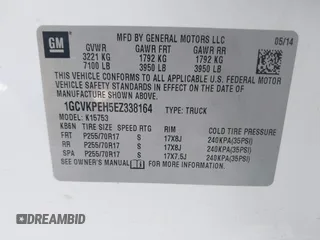 GM
MFD BY GENERAL MOTORS LLC
05/14
GVWR GAWR FRT GAWR RR
3221 KG 1792 KG 1792 KG
7100 LB 3950 LB 3950 LB
THIS VEHICLE CONFORMS TO ALL APPLICABLE U.S. FEDERAL MOTOR
VEHICLE SAFETY STANDARDS IN EFFECT ON THE DATE OF
MANUFACTURE SHOWN ABOVE.
1GCVKPEH5EZ338164 TYPE: TRUCK
MODEL: K15753
TIRE SIZE SPEED RTG RIM COLD TIRE PRESSURE
FRT P255/70R17 S 17X8J 240KPA(35PSI)
RR P255/70R17 S 17X8J 240KPA(35PSI)
SPA P255/70R17 S 17X7.5J 240KPA(35PSI)
SEE OWNER'S MANUAL FOR ADDITIONAL INFORMATION.
DREAMBID